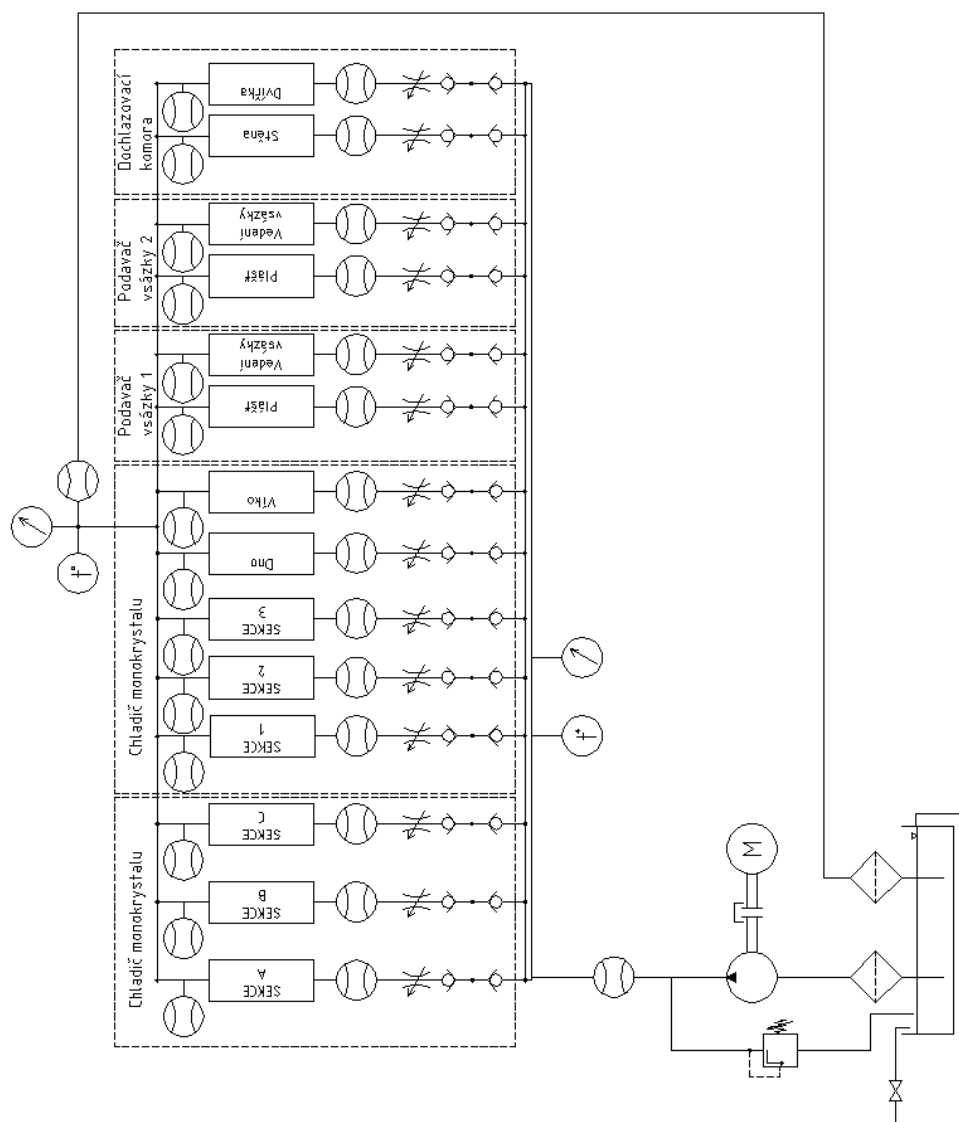 Dochlazovací
komora
Dvířka
Stěna
Podavač
vsázky 2
Vedení
vsázky
Plášť
Podavač
vsázky 1
Vedení
vsázky
Plášť
Chladič monokrystalu
Víko
Dno
SEKCE
3
SEKCE
2
SEKCE
1
Chladič monokrystalu
SEKCE
C
SEKCE
B
SEKCE
A
t°
t°
M